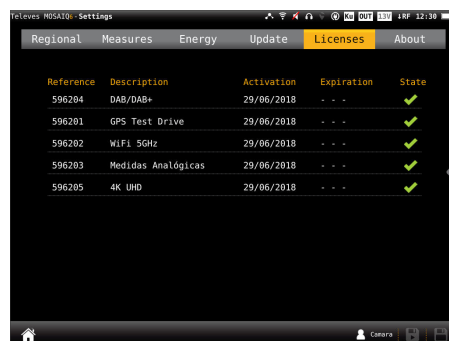 Televes MOSAIQ6-Settings Ku OUT 13V ↓RF 12:30
Regional Measures Energy Update Licenses About
Reference Description Activation Expiration State
596204 DAB/DAB+ 29/06/2018 - - -
596201 GPS Test Drive 29/06/2018 - - -
596202 WiFi 5GHz 29/06/2018 - - -
596203 Medidas Analógicas 29/06/2018 - - -
596205 4K UHD 29/06/2018 - - -
Camara